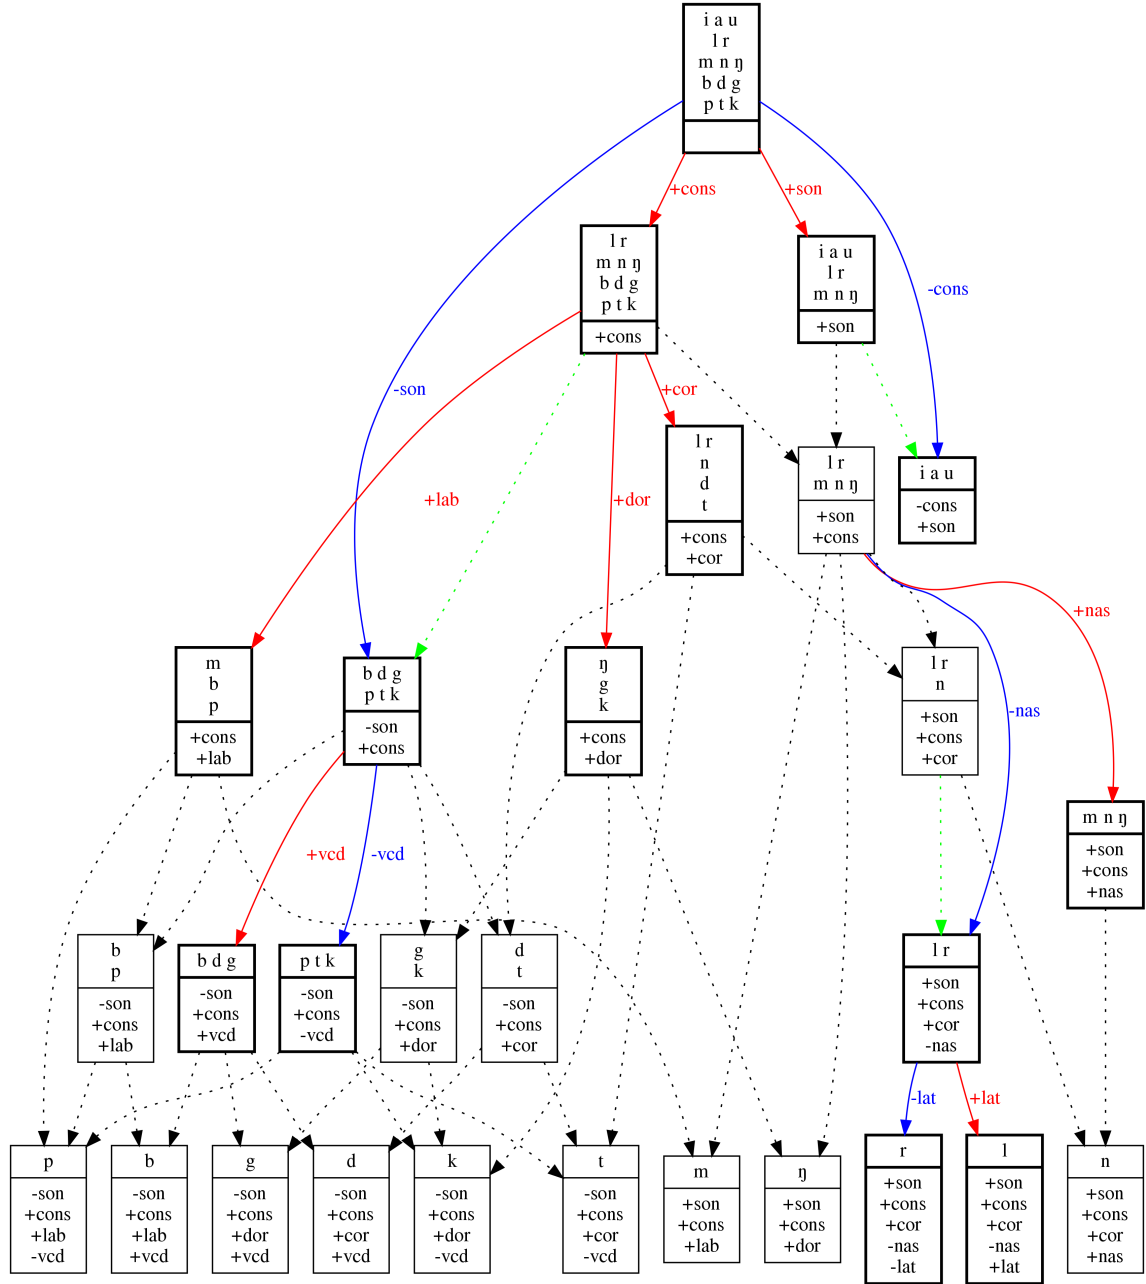 i a u
l r
m n ŋ
b d g
p t k
+cons
+son
l r
m n ŋ
b d g
p t k
+cons
i a u
l r
m n ŋ
+son
-cons
-son
+cor
l r
n
d
t
+cons
+cor
l r
m n ŋ
+son
+cons
i a u
-cons
+son
+lab
+dor
+nas
m
b
p
+cons
+lab
b d g
p t k
-son
+cons
ŋ
g
k
+cons
+dor
l r
n
+son
+cons
+cor
-nas
m n ŋ
+son
+cons
+nas
+vcd
-vcd
b
p
-son
+cons
+lab
b d g
-son
+cons
+vcd
p t k
-son
+cons
-vcd
g
k
-son
+cons
+dor
d
t
-son
+cons
+cor
l r
+son
+cons
+cor
-nas
-lat
+lat
p
-son
+cons
+lab
-vcd
b
-son
+cons
+lab
+vcd
g
-son
+cons
+dor
+vcd
d
-son
+cons
+cor
+vcd
k
-son
+cons
+dor
-vcd
t
-son
+cons
+cor
-vcd
m
+son
+cons
+lab
ŋ
+son
+cons
+dor
r
+son
+cons
+cor
-nas
-lat
l
+son
+cons
+cor
-nas
+lat
n
+son
+cons
+cor
+nas